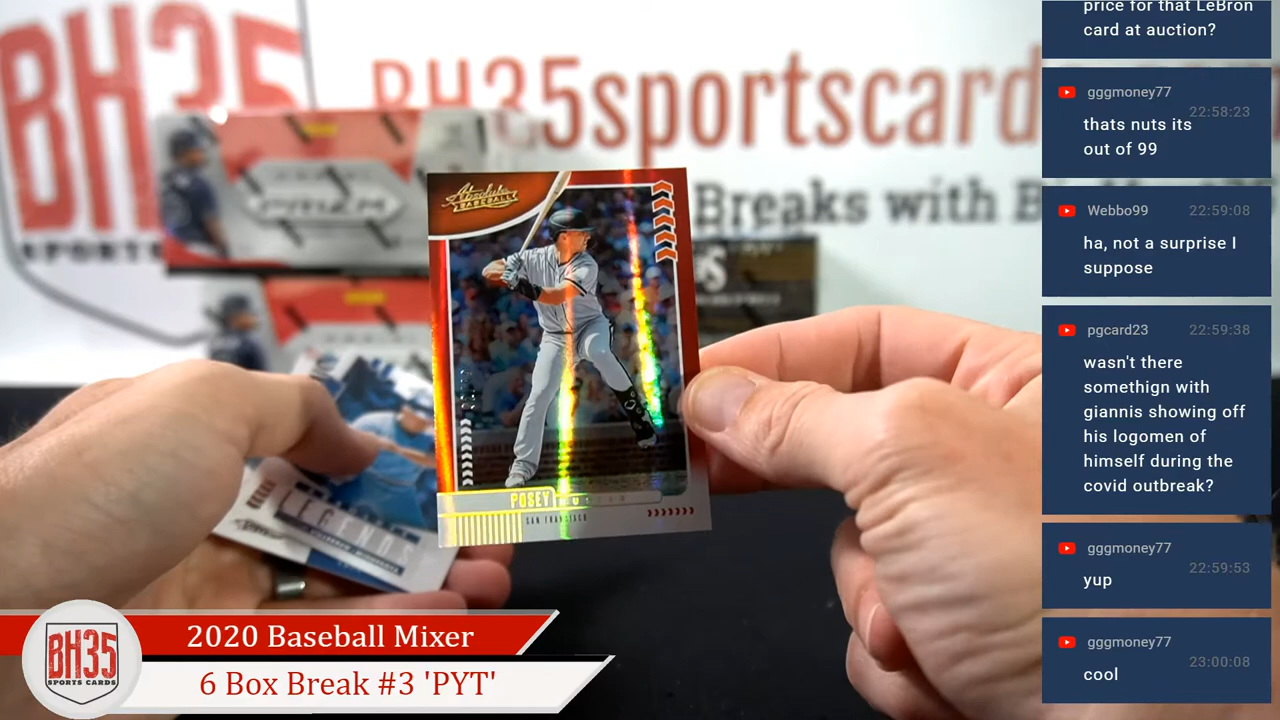 BH35
SPORTS
BH35sportscard
Breaks with B
PRIZM
Absolute
BASEBALL
POSEY
SAN FRANCISCO
LEGENDS
2020 Baseball Mixer
6 Box Break #3 'PYT'
BH35
SPORTS CARDS
price for that LeBron
card at auction?
gggmoney77
22:58:23
thats nuts its
out of 99
Webbo99 22:59:08
ha, not a surprise I
suppose
pgcard23 22:59:38
wasn't there
somethign with
giannis showing off
his logomen of
himself during the
covid outbreak?
gggmoney77
22:59:53
yup
gggmoney77
23:00:08
cool